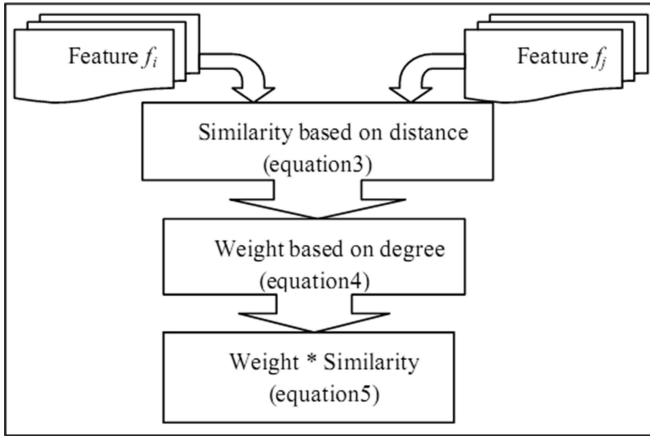 Feature fi
Feature fj
Similarity based on distance
(equation3)
Weight based on degree
(equation4)
Weight * Similarity
(equation5)